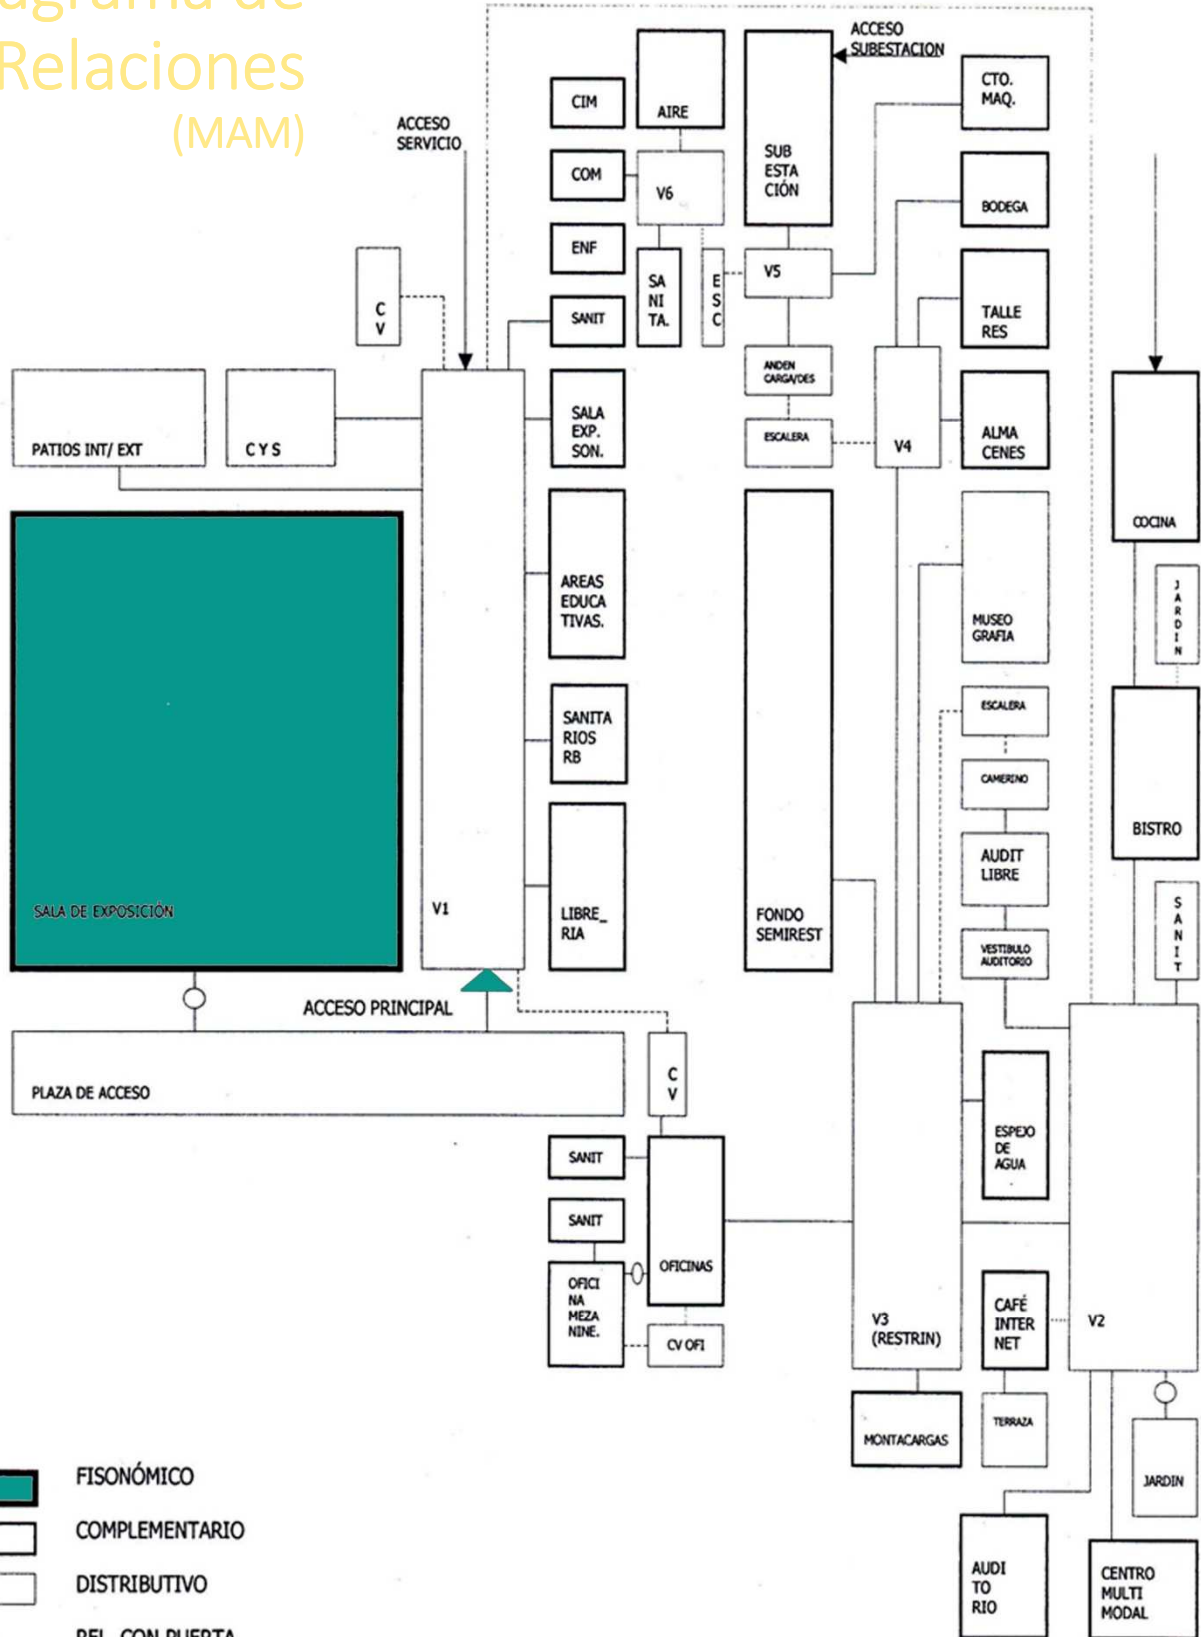 agrama de
Relaciones
(MAM)
ACCESO
SERVICIO
ACCESO
SUBESTACION
CIM
AIRE
SUB
ESTA
CIÓN
CTO.
MAQ.
COM
V6
BODEGA
ENF
SA
NI
TA.
E
S
C
V5
TALLE
RES
C
V
SANIT
ANDEN
CARGA/DES
ESCALERA
V4
ALMA
CENES
PATIOS INT/ EXT
C Y S
SALA
EXP.
SON.
COCINA
AREAS
EDUCA
TIVAS.
MUSEO
GRAFIA
J
A
R
D
I
N
SANITA
RIOS
RB
ESCALERA
CAMERINO
BISTRO
AUDIT
LIBRE
SALA DE EXPOSICIÓN
V1
LIBRE_
RIA
FONDO
SEMIREST
VESTIBULO
AUDITORIO
S
A
N
I
T
ACCESO PRINCIPAL
PLAZA DE ACCESO
C
V
ESPEJO
DE
AGUA
SANIT
SANIT
OFICINAS
OFICI
NA
MEZA
NINE.
CV OFI
V3
(RESTRIN)
CAFÉ
INTER
NET
V2
MONTACARGAS
TERRAZA
JARDIN
AUDI
TO
RIO
CENTRO
MULTI
MODAL
FISONÓMICO
COMPLEMENTARIO
DISTRIBUTIVO
REL. CON PUERTA